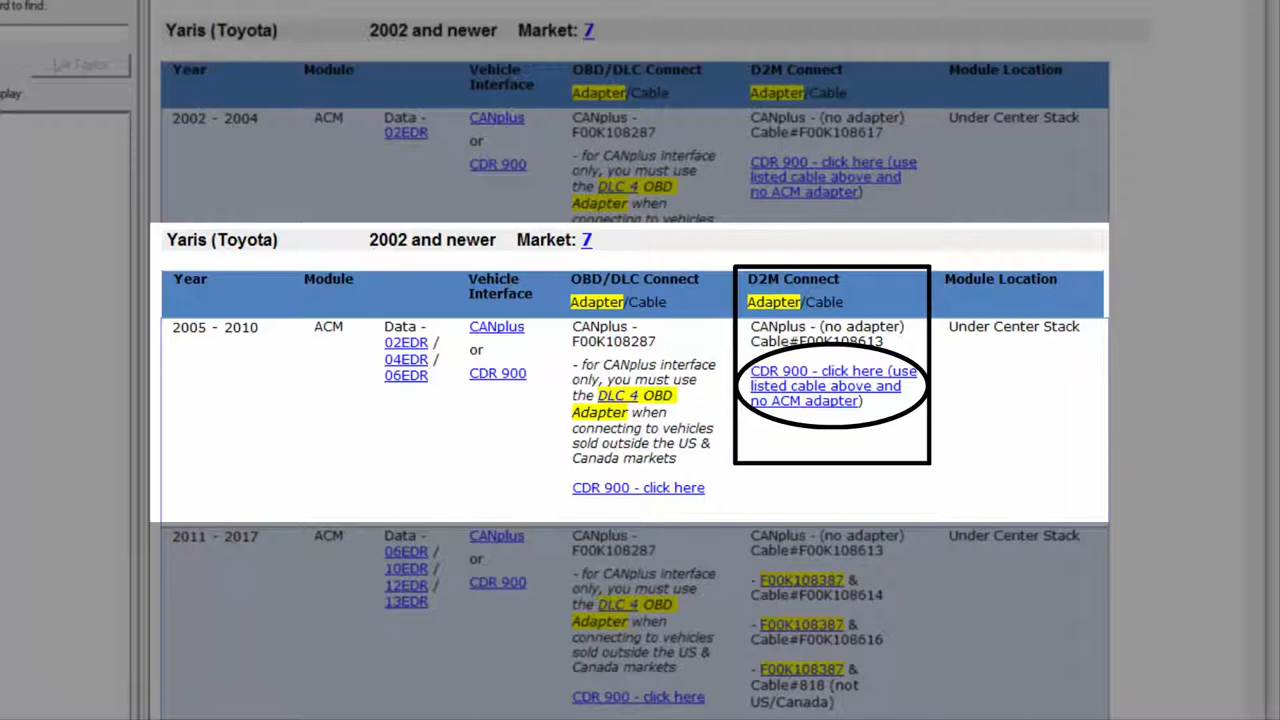 rd to find:
List Topics
play:
Yaris (Toyota) 2002 and newer Market: 7
Year Module Vehicle Interface OBD/DLC Connect D2M Connect Module Location
Adapter/Cable Adapter/Cable
2002 - 2004 ACM Data - CANplus CANplus - CANplus - (no adapter) Under Center Stack
02EDR F00K108287 Cable#F00K108617
or
- for CANplus interface
CDR 900 only, you must use CDR 900 - click here (use
the DLC 4 OBD listed cable above and
Adapter when no ACM adapter)
connecting to vehicles
Yaris (Toyota) 2002 and newer Market: 7
Year Module Vehicle OBD/DLC Connect D2M Connect Module Location
Interface
Adapter/Cable Adapter/Cable
2005 - 2010 ACM Data - CANplus CANplus - CANplus - (no adapter) Under Center Stack
02EDR / F00K108287 Cable#F00K108613
04EDR / or
06EDR CDR 900 - for CANplus interface CDR 900 - click here (use
only, you must use listed cable above and
the DLC 4 OBD no ACM adapter)
Adapter when
connecting to vehicles
sold outside the US &
Canada markets
CDR 900 - click here
2011 - 2017 ACM Data - CANplus CANplus - CANplus - (no adapter) Under Center Stack
06EDR / F00K108287 Cable#F00K108613
10EDR / or
12EDR / CDR 900 - for CANplus interface - F00K108387 &
13EDR only, you must use Cable#F00K108614
the DLC 4 OBD
Adapter when - F00K108387 &
connecting to vehicles Cable#F00K108616
sold outside the US &
Canada markets - F00K108387 &
Cable#818 (not
CDR 900 - click here US/Canada)